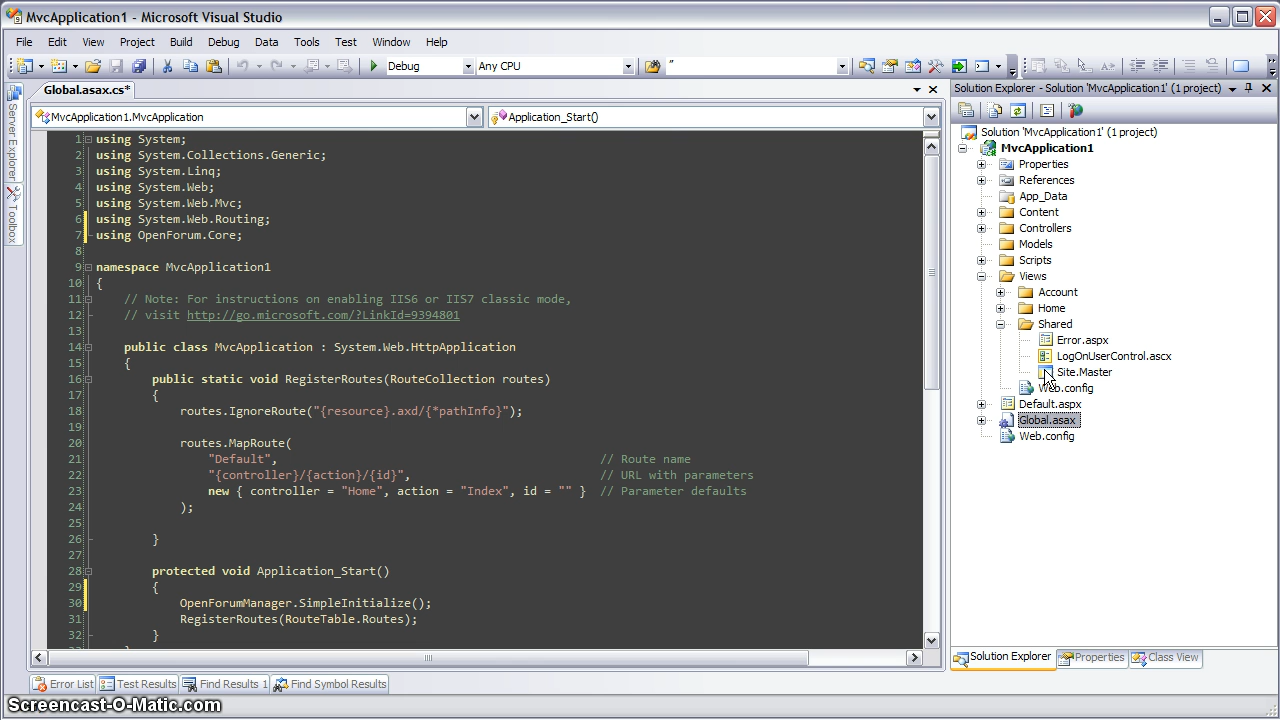 MvcApplication1 - Microsoft Visual Studio
File Edit View Project Build Debug Data Tools Test Window Help
Debug Any CPU "
Server Explorer
Toolbox
Global.asax.cs*
MvcApplication1.MvcApplication Application_Start()
1 using System;
2 using System.Collections.Generic;
3 using System.Linq;
4 using System.Web;
5 using System.Web.Mvc;
6 using System.Web.Routing;
7 using OpenForum.Core;
8
9 namespace MvcApplication1
10 {
11 // Note: For instructions on enabling IIS6 or IIS7 classic mode,
12 // visit http://go.microsoft.com/?LinkId=9394801
13
14 public class MvcApplication : System.Web.HttpApplication
15 {
16 public static void RegisterRoutes(RouteCollection routes)
17 {
18 routes.IgnoreRoute("{resource}.axd/{*pathInfo}");
19
20 routes.MapRoute(
21 "Default", // Route name
22 "{controller}/{action}/{id}", // URL with parameters
23 new { controller = "Home", action = "Index", id = "" } // Parameter defaults
24 );
25
26 }
27
28 protected void Application_Start()
29 {
30 OpenForumManager.SimpleInitialize();
31 RegisterRoutes(RouteTable.Routes);
32 }
Solution Explorer - Solution 'MvcApplication1' (1 project)
Solution 'MvcApplication1' (1 project)
MvcApplication1
Properties
References
App_Data
Content
Controllers
Models
Scripts
Views
Account
Home
Shared
Error.aspx
LogOnUserControl.ascx
Site.Master
Web.config
Default.aspx
Global.asax
Web.config
Solution Explorer Properties Class View
Error List Test Results Find Results 1 Find Symbol Results
Screencast-O-Matic.com